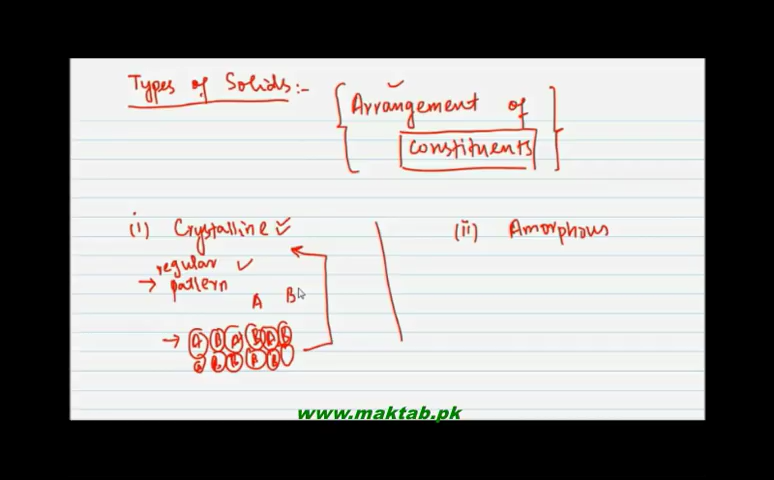 Types of Solids:-
Arrangement of
constituents
(i) Crystalline
(ii) Amorphous
regular
→ pattern
A B
→ A B A B A B
www.maktab.pk